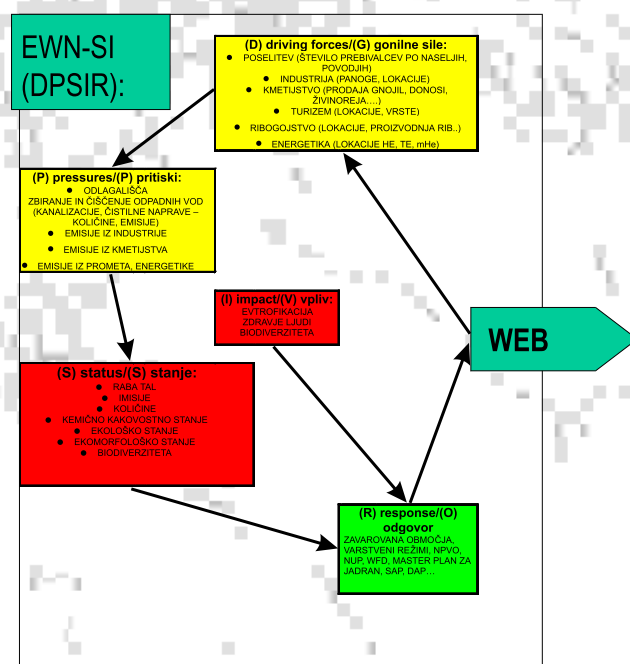 EWN-SI
(DPSIR):
(D) driving forces/(G) gonilne sile:
● POSELITEV (ŠTEVILO PREBIVALCEV PO NASELJIH,
POVODJIH)
● INDUSTRIJA (PANOGE, LOKACIJE)
● KMETIJSTVO (PRODAJA GNOJIL, DONOSI,
ŽIVINOREJA….)
● TURIZEM (LOKACIJE, VRSTE)
● RIBOGOJSTVO (LOKACIJE, PROIZVODNJA RIB..)
● ENERGETIKA (LOKACIJE HE, TE, mHe)
(P) pressures/(P) pritiski:
● ODLAGALIŠČA
ZBIRANJE IN ČIŠČENJE ODPADNIH VOD
(KANALIZACIJE, ČISTILNE NAPRAVE –
KOLIČINE, EMISIJE)
● EMISIJE IZ INDUSTRIJE
● EMISIJE IZ KMETIJSTVA
● EMISIJE IZ PROMETA, ENERGETIKE
(I) impact/(V) vpliv:
EVTROFIKACIJA
ZDRAVJE LJUDI
BIODIVERZITETA
WEB
(S) status/(S) stanje:
● RABA TAL
● IMISIJE
● KOLIČINE
● KEMIČNO KAKOVOSTNO STANJE
● EKOLOŠKO STANJE
● EKOMORFOLOŠKO STANJE
● BIODIVERZITETA
(R) response/(O)
odgovor
ZAVAROVANA OBMOČJA,
VARSTVENI REŽIMI, NPVO,
NUP, WFD, MASTER PLAN ZA
JADRAN, SAP, DAP…